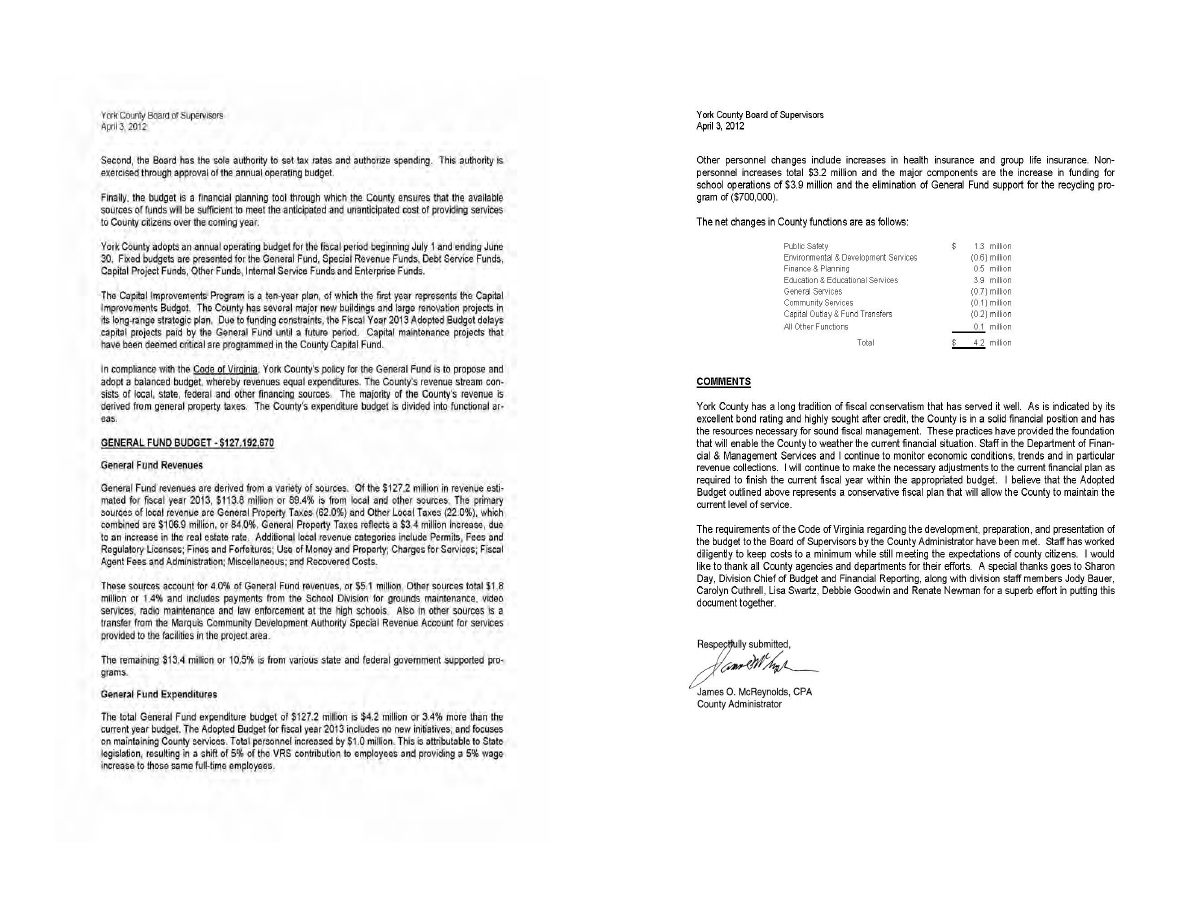 York County Board of Supervisors
April 3, 2012
Second, the Board has the sole authority to set tax rates and authorize spending. This authority is
exercised through approval of the annual operating budget.
Finally, the budget is a financial planning tool through which the County ensures that the available
sources of funds will be sufficient to meet the anticipated and unanticipated cost of providing services
to County citizens over the coming year.
York County adopts an annual operating budget for the fiscal period beginning July 1 and ending June
30. Fixed budgets are presented for the General Fund, Special Revenue Funds, Debt Service Funds,
Capital Project Funds, Other Funds, Internal Service Funds and Enterprise Funds.
The Capital Improvements Program is a ten-year plan, of which the first year represents the Capital
Improvements Budget. The County has several major new buildings and large renovation projects in
its long-range strategic plan. Due to funding constraints, the Fiscal Year 2013 Adopted Budget delays
capital projects paid by the General Fund until a future period. Capital maintenance projects that
have been deemed critical are programmed in the County Capital Fund.
In compliance with the Code of Virginia, York County's policy for the General Fund is to propose and
adopt a balanced budget, whereby revenues equal expenditures. The County's revenue stream con-
sists of local, state, federal and other financing sources. The majority of the County's revenue is
derived from general property taxes. The County's expenditure budget is divided into functional ar-
eas.
GENERAL FUND BUDGET - $127,192,670
General Fund Revenues
General Fund revenues are derived from a variety of sources. Of the $127.2 million in revenue esti-
mated for fiscal year 2013, $113.8 million or 89.4% is from local and other sources. The primary
sources of local revenue are General Property Taxes (62.0%) and Other Local Taxes (22.0%), which
combined are $106.9 million, or 84.0%. General Property Taxes reflects a $3.4 million increase, due
to an increase in the real estate rate. Additional local revenue categories include Permits, Fees and
Regulatory Licenses; Fines and Forfeitures; Use of Money and Property; Charges for Services; Fiscal
Agent Fees and Administration; Miscellaneous; and Recovered Costs.
These sources account for 4.0% of General Fund revenues, or $5.1 million. Other sources total $1.8
million or 1.4% and includes payments from the School Division for grounds maintenance, video
services, radio maintenance and law enforcement at the high schools. Also in other sources is a
transfer from the Marquis Community Development Authority Special Revenue Account for services
provided to the facilities in the project area.
The remaining $13.4 million or 10.5% is from various state and federal government supported pro-
grams.
General Fund Expenditures
The total General Fund expenditure budget of $127.2 million is $4.2 million or 3.4% more than the
current year budget. The Adopted Budget for fiscal year 2013 includes no new initiatives, and focuses
on maintaining County services. Total personnel increased by $1.0 million. This is attributable to State
legislation, resulting in a shift of 5% of the VRS contribution to employees and providing a 5% wage
increase to those same full-time employees.
York County Board of Supervisors
April 3, 2012
Other personnel changes include increases in health insurance and group life insurance. Non-
personnel increases total $3.2 million and the major components are the increase in funding for
school operations of $3.9 million and the elimination of General Fund support for the recycling pro-
gram of ($700,000).
The net changes in County functions are as follows:
Public Safety $ 1.3 million
Environmental & Development Services (0.6) million
Finance & Planning 0.5 million
Education & Educational Services 3.9 million
General Services (0.7) million
Community Services (0.1) million
Capital Outlay & Fund Transfers (0.2) million
All Other Functions 0.1 million
Total $ 4.2 million
COMMENTS
York County has a long tradition of fiscal conservatism that has served it well. As is indicated by its
excellent bond rating and highly sought after credit, the County is in a solid financial position and has
the resources necessary for sound fiscal management. These practices have provided the foundation
that will enable the County to weather the current financial situation. Staff in the Department of Finan-
cial & Management Services and I continue to monitor economic conditions, trends and in particular
revenue collections. I will continue to make the necessary adjustments to the current financial plan as
required to finish the current fiscal year within the appropriated budget. I believe that the Adopted
Budget outlined above represents a conservative fiscal plan that will allow the County to maintain the
current level of service.
The requirements of the Code of Virginia regarding the development, preparation, and presentation of
the budget to the Board of Supervisors by the County Administrator have been met. Staff has worked
diligently to keep costs to a minimum while still meeting the expectations of county citizens. I would
like to thank all County agencies and departments for their efforts. A special thanks goes to Sharon
Day, Division Chief of Budget and Financial Reporting, along with division staff members Jody Bauer,
Carolyn Cuthrell, Lisa Swartz, Debbie Goodwin and Renate Newman for a superb effort in putting this
document together.
Respectfully submitted,
James O. McReynolds, CPA
County Administrator